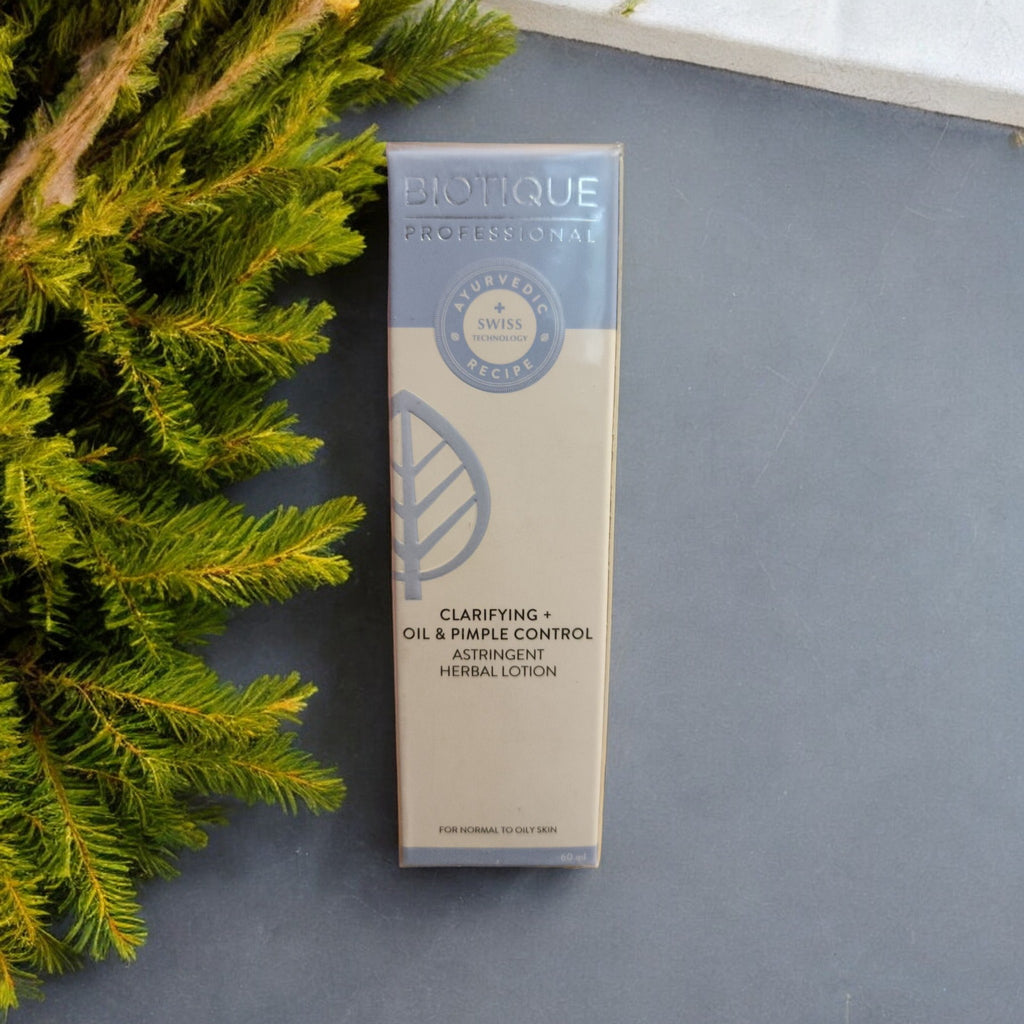 BIOTIQUE
PROFESSIONAL
AYURVEDIC
+
SWISS
TECHNOLOGY
RECIPE
CLARIFYING +
OIL & PIMPLE CONTROL
ASTRINGENT
HERBAL LOTION
FOR NORMAL TO OILY SKIN
60 ml